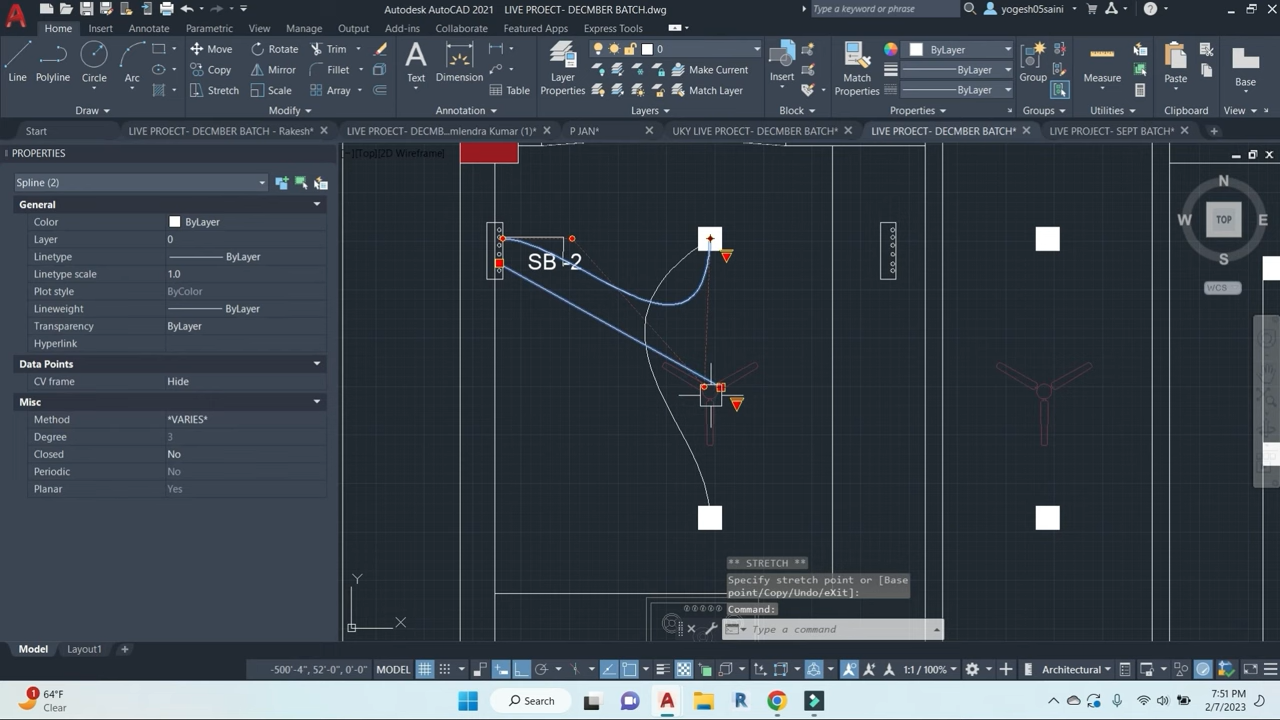 Autodesk AutoCAD 2021 LIVE PROECT- DECMBER BATCH.dwg
Type a keyword or phrase
yogesh05saini
Home Insert Annotate Parametric View Manage Output Add-ins Collaborate Featured Apps Express Tools
Line Polyline Circle Arc
Move Rotate Trim
Copy Mirror Fillet
Stretch Scale Array
Text Dimension Table
Layer Properties
0
Make Current
Match Layer
Insert
Match Properties
ByLayer
ByLayer
ByLayer
Group Measure Paste Base
Draw Modify Annotation Layers Block Properties Groups Utilities Clipboard View
Start
LIVE PROECT- DECMBER BATCH - Rakesh*
LIVE PROECT- DECMB...mlendra Kumar (1)*
P JAN*
UKY LIVE PROECT- DECMBER BATCH*
LIVE PROECT- DECMBER BATCH*
LIVE PROJECT- SEPT BATCH*
PROPERTIES
[−][Top][2D Wireframe]
Spline (2)
General
Color ByLayer
Layer 0
Linetype ByLayer
Linetype scale 1.0
Plot style ByColor
Lineweight ByLayer
Transparency ByLayer
Hyperlink
Data Points
CV frame Hide
Misc
Method *VARIES*
Degree 3
Closed No
Periodic No
Planar Yes
SB -2
N
W TOP E
S
WCS
** STRETCH **
Specify stretch point or [Base
point/Copy/Undo/eXit]:
Command:
Type a command
Y
X
Model Layout1
-500'-4", 52'-0", 0'-0" MODEL
1:1 / 100%
Architectural
64°F
Clear
1
Search
7:51 PM
2/7/2023